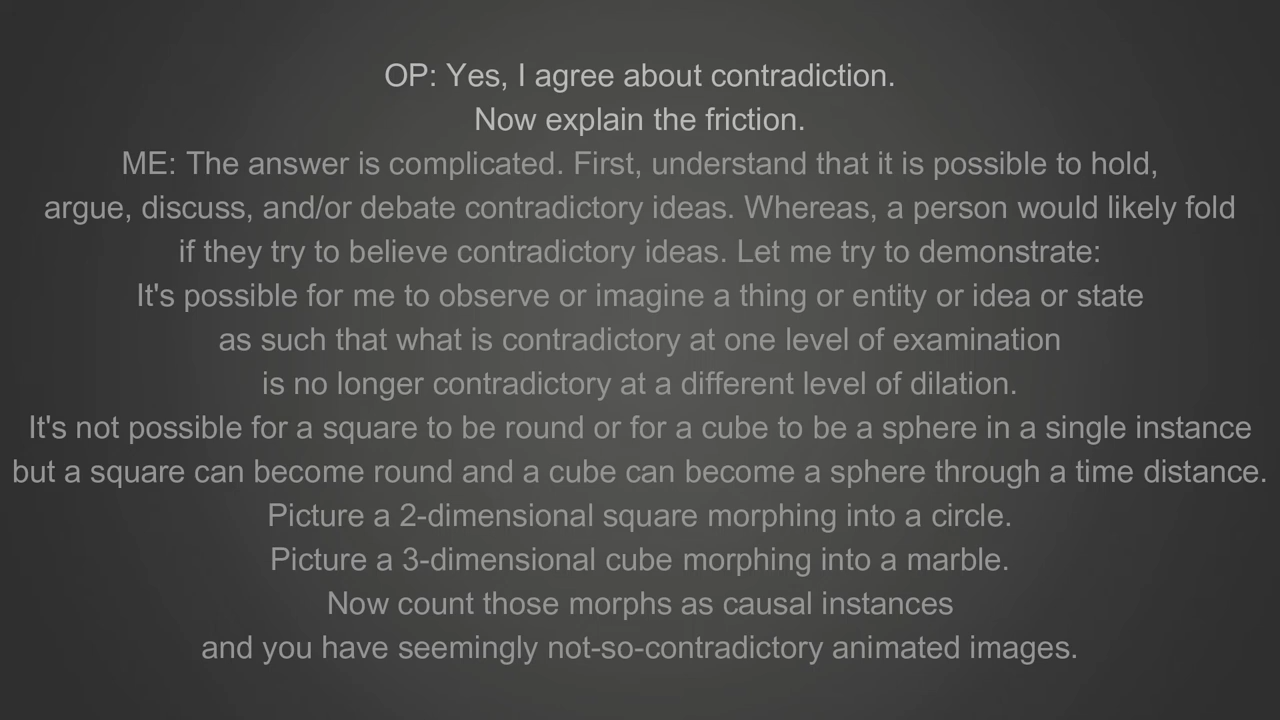 OP: Yes, I agree about contradiction.
Now explain the friction.
ME: The answer is complicated. First, understand that it is possible to hold,
argue, discuss, and/or debate contradictory ideas. Whereas, a person would likely fold
if they try to believe contradictory ideas. Let me try to demonstrate:
It's possible for me to observe or imagine a thing or entity or idea or state
as such that what is contradictory at one level of examination
is no longer contradictory at a different level of dilation.
It's not possible for a square to be round or for a cube to be a sphere in a single instance
but a square can become round and a cube can become a sphere through a time distance.
Picture a 2-dimensional square morphing into a circle.
Picture a 3-dimensional cube morphing into a marble.
Now count those morphs as causal instances
and you have seemingly not-so-contradictory animated images.